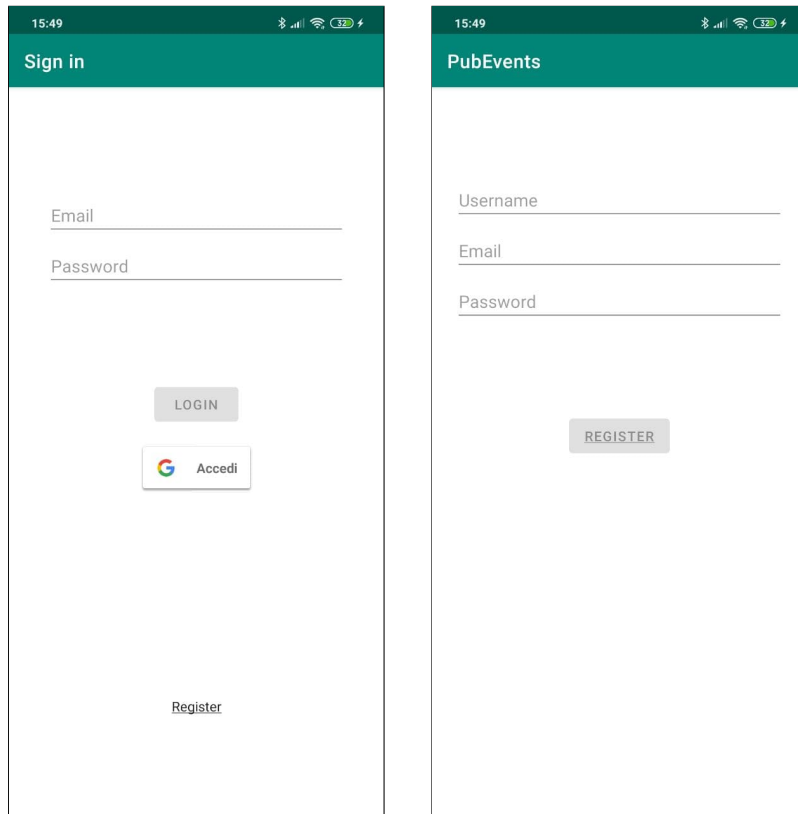 15:49
32
Sign in
Email
Password
LOGIN
G Accedi
Register
15:49
32
PubEvents
Username
Email
Password
REGISTER